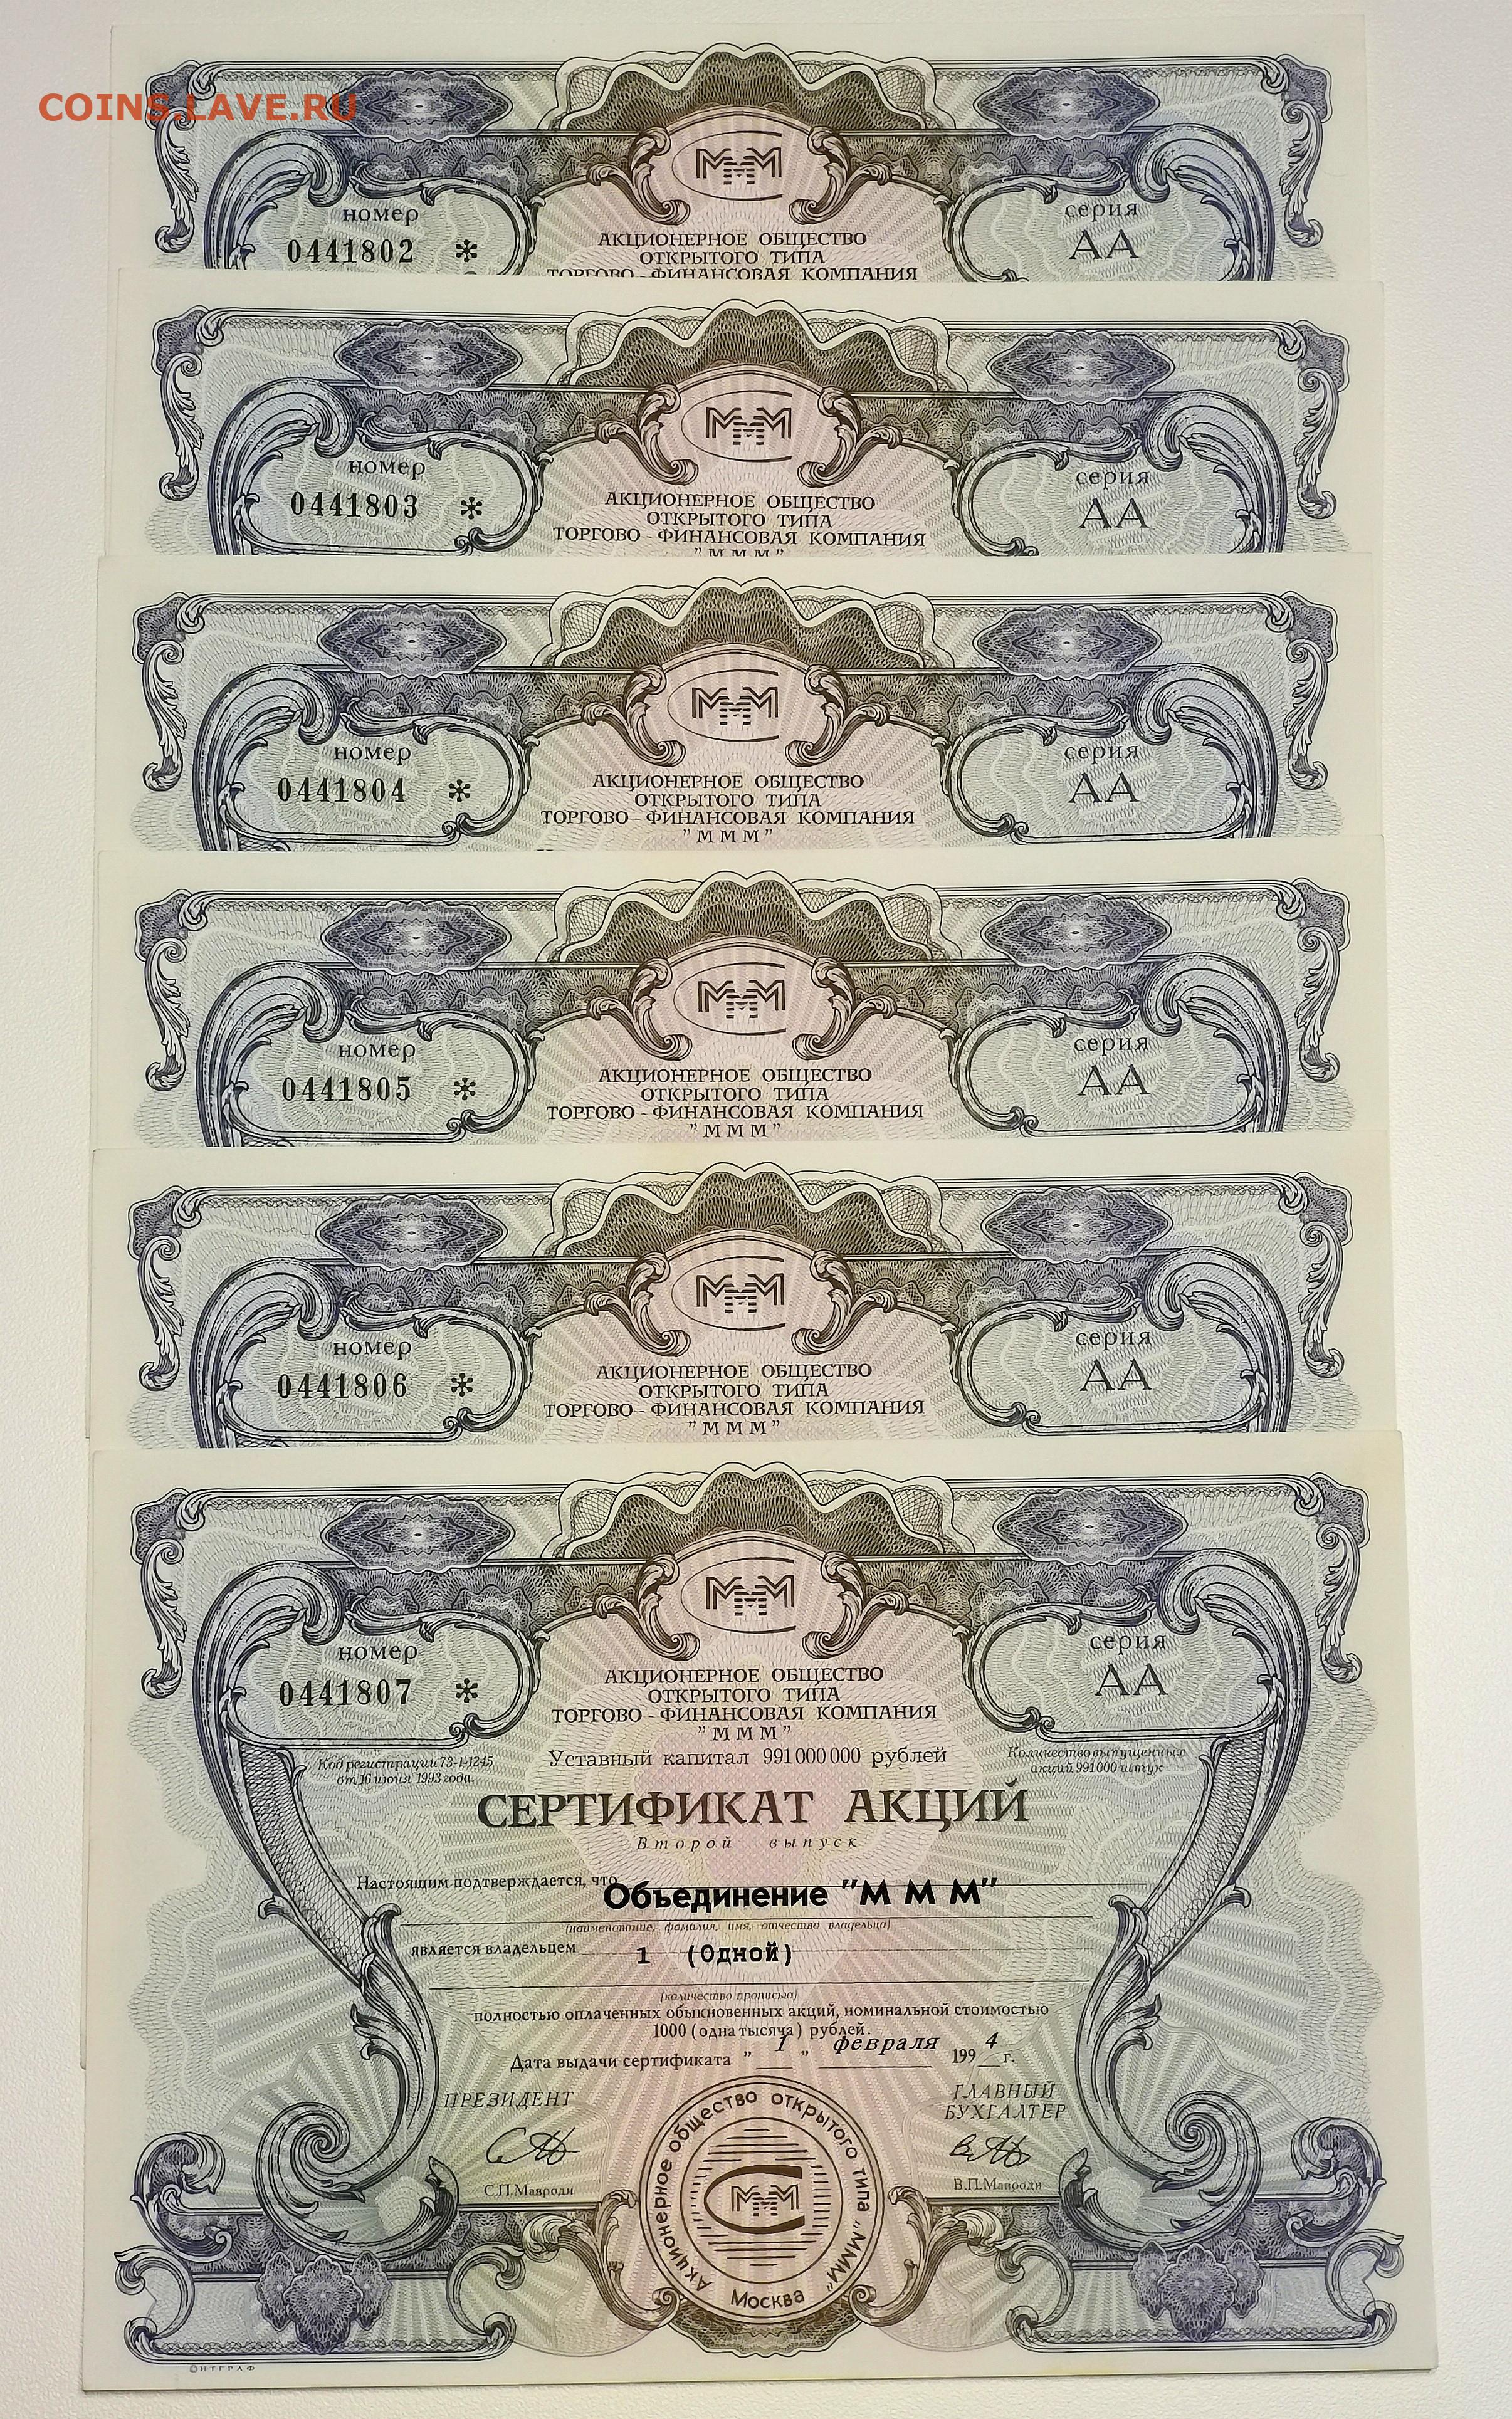 COINS.LAVE.RU
МММ
номер
серия
0441802 *
АА
АКЦИОНЕРНОЕ ОБЩЕСТВО
ОТКРЫТОГО ТИПА
ТОРГОВО - ФИНАНСОВАЯ КОМПАНИЯ
МММ
номер
серия
0441803 *
АА
АКЦИОНЕРНОЕ ОБЩЕСТВО
ОТКРЫТОГО ТИПА
ТОРГОВО - ФИНАНСОВАЯ КОМПАНИЯ
"М М М"
МММ
номер
серия
0441804 *
АА
АКЦИОНЕРНОЕ ОБЩЕСТВО
ОТКРЫТОГО ТИПА
ТОРГОВО - ФИНАНСОВАЯ КОМПАНИЯ
"М М М"
МММ
номер
серия
0441805 *
АА
АКЦИОНЕРНОЕ ОБЩЕСТВО
ОТКРЫТОГО ТИПА
ТОРГОВО - ФИНАНСОВАЯ КОМПАНИЯ
"М М М"
МММ
номер
серия
0441806 *
АА
АКЦИОНЕРНОЕ ОБЩЕСТВО
ОТКРЫТОГО ТИПА
ТОРГОВО - ФИНАНСОВАЯ КОМПАНИЯ
"М М М"
МММ
номер
серия
0441807 *
АА
АКЦИОНЕРНОЕ ОБЩЕСТВО
ОТКРЫТОГО ТИПА
ТОРГОВО - ФИНАНСОВАЯ КОМПАНИЯ
"М М М"
Код регистрации 73-1-1245
от 16 июня 1993 года.
Уставный капитал 991 000 000 рублей
Количество выпущенных
акций 991 000 штук
СЕРТИФИКАТ АКЦИЙ
Второй выпуск
Настоящим подтверждается, что Объединение "М М М"
(наименование, фамилия, имя, отчество владельца)
является владельцем 1 (Одной)
(количество прописью)
полностью оплаченных обыкновенных акций, номинальной стоимостью
1000 (одна тысяча) рублей.
Дата выдачи сертификата " 1 " февраля 199 4 г.
ПРЕЗИДЕНТ
ГЛАВНЫЙ
БУХГАЛТЕР
С.П.Мавроди
В.П.Мавроди
Акционерное общество открытого типа "МММ"
МММ
Москва
©НТГРАФ